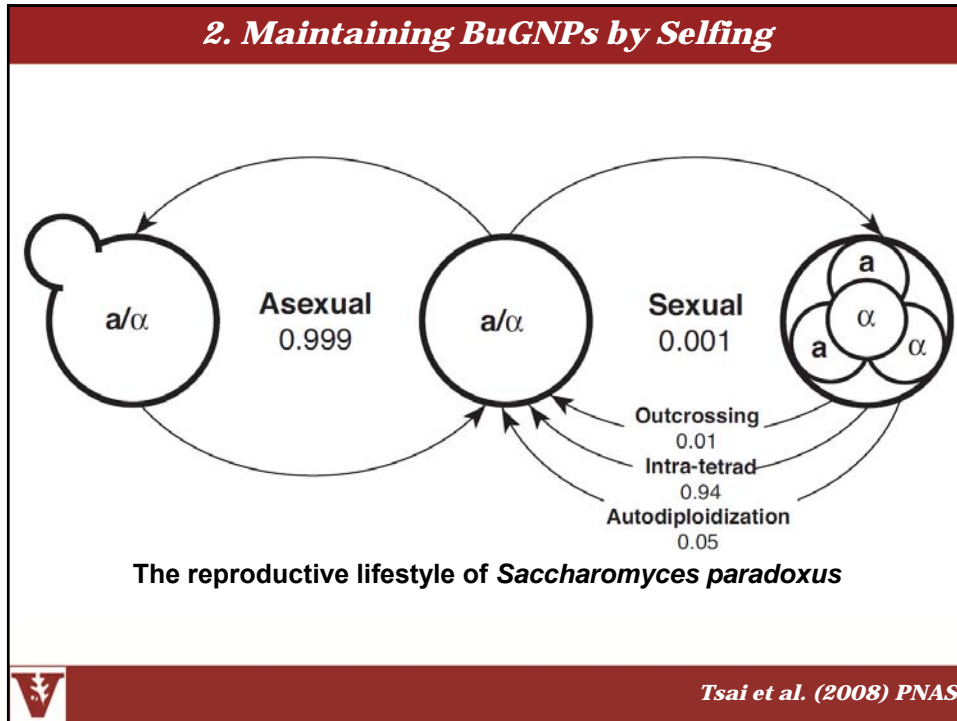 2. Maintaining BuGNPs by Selfing
a/α
Asexual
0.999
a/α
Sexual
0.001
a
α
a
α
Outcrossing
0.01
Intra-tetrad
0.94
Autodiploidization
0.05
The reproductive lifestyle of Saccharomyces paradoxus
V
Tsai et al. (2008) PNAS